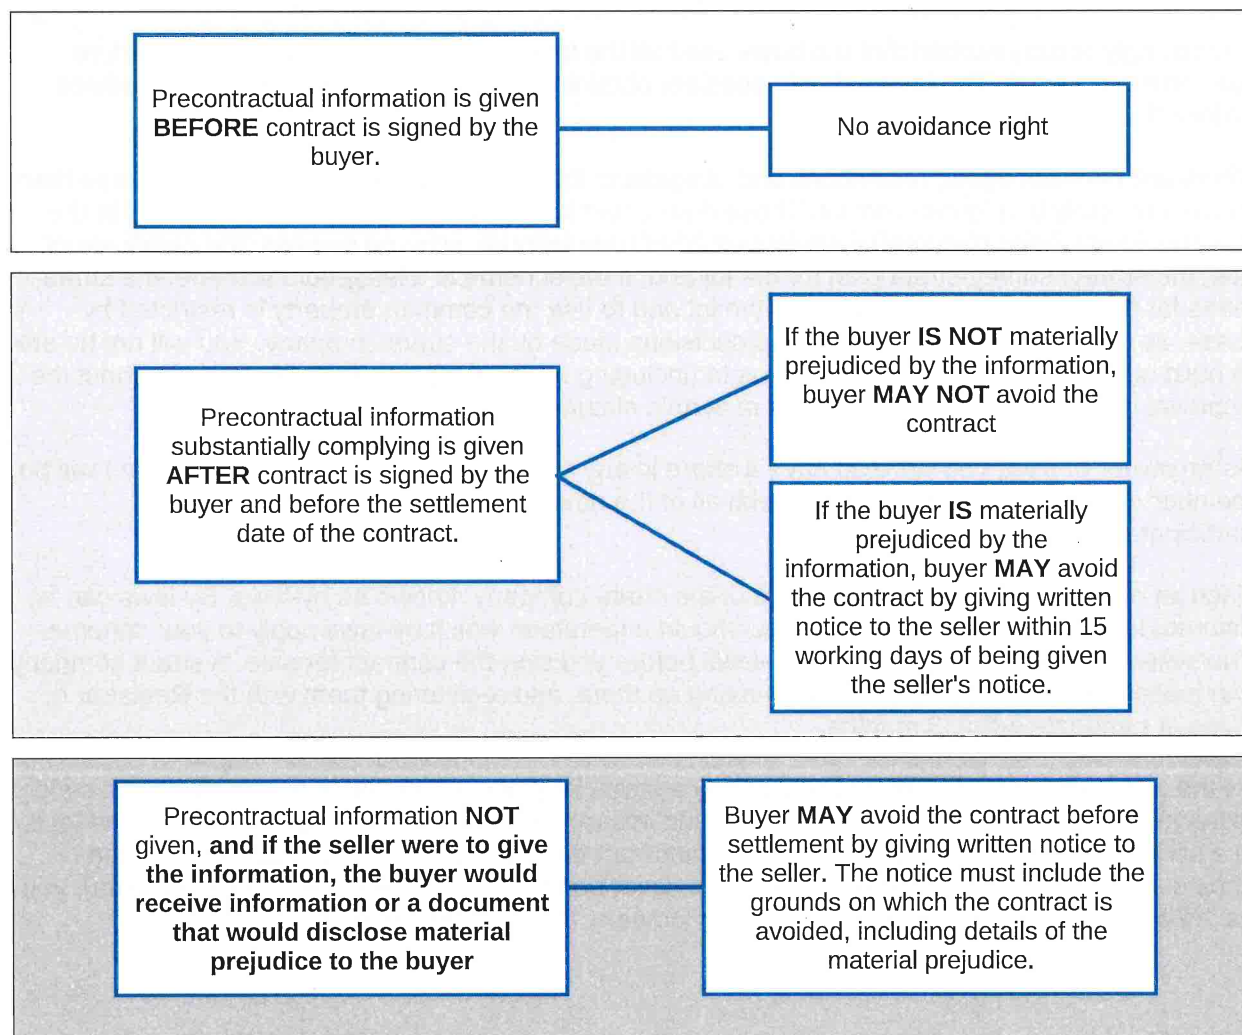 Precontractual information is given
BEFORE contract is signed by the
buyer.
No avoidance right
Precontractual information
substantially complying is given
AFTER contract is signed by the
buyer and before the settlement
date of the contract.
If the buyer IS NOT materially
prejudiced by the information,
buyer MAY NOT avoid the
contract
If the buyer IS materially
prejudiced by the
information, buyer MAY avoid
the contract by giving written
notice to the seller within 15
working days of being given
the seller's notice.
Precontractual information NOT
given, and if the seller were to give
the information, the buyer would
receive information or a document
that would disclose material
prejudice to the buyer
Buyer MAY avoid the contract before
settlement by giving written notice to
the seller. The notice must include the
grounds on which the contract is
avoided, including details of the
material prejudice.